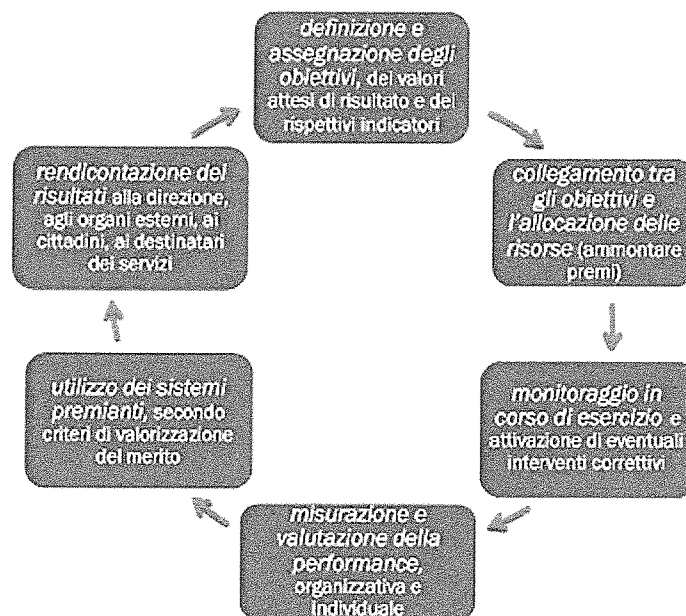 definizione e
assegnazione degli
obiettivi, dei valori
attesi di risultato e dei
rispettivi indicatori
collegamento tra
gli obiettivi e
l'allocazione delle
risorse (ammontare
premi)
monitoraggio in
corso di esercizio e
attivazione di eventuali
interventi correttivi
misurazione e
valutazione della
performance,
organizzativa e
individuale
utilizzo dei sistemi
premianti, secondo
criteri di valorizzazione
del merito
rendicontazione dei
risultati alla direzione,
agli organi esterni, ai
cittadini, ai destinatari
dei servizi